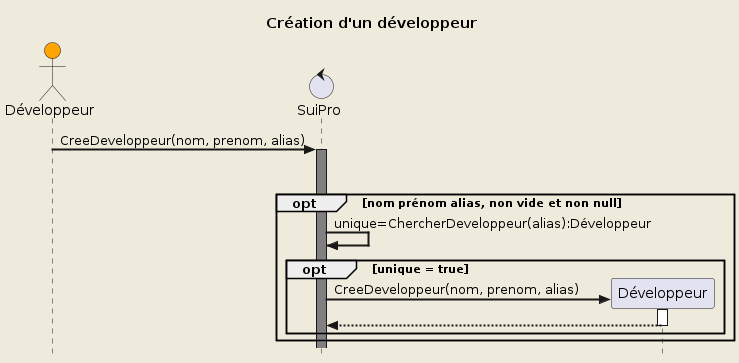 Création d'un développeur
Développeur
SuiPro
CreeDeveloppeur(nom, prenom, alias)
opt [nom prénom alias, non vide et non null]
unique=ChercherDeveloppeur(alias):Développeur
opt [unique = true]
CreeDeveloppeur(nom, prenom, alias)
Développeur